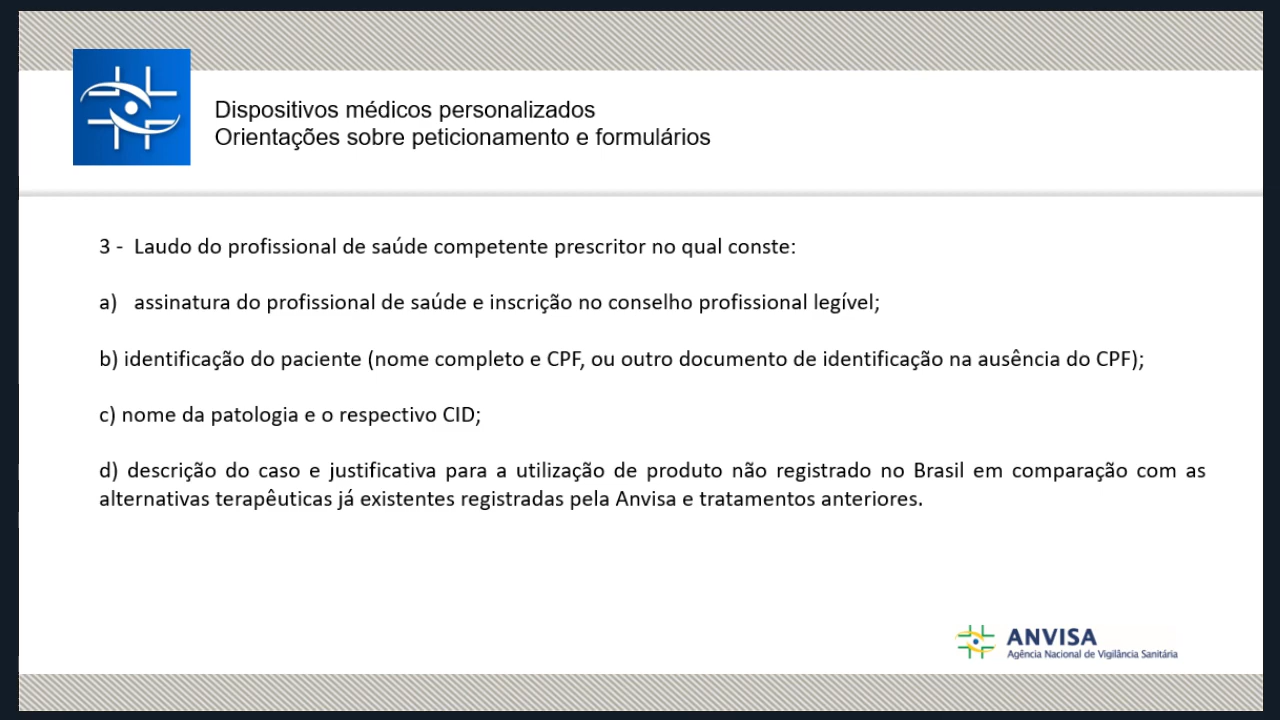 Dispositivos médicos personalizados
Orientações sobre peticionamento e formulários
3 - Laudo do profissional de saúde competente prescritor no qual conste:
a) assinatura do profissional de saúde e inscrição no conselho profissional legível;
b) identificação do paciente (nome completo e CPF, ou outro documento de identificação na ausência do CPF);
c) nome da patologia e o respectivo CID;
d) descrição do caso e justificativa para a utilização de produto não registrado no Brasil em comparação com as
alternativas terapêuticas já existentes registradas pela Anvisa e tratamentos anteriores.
ANVISA
Agência Nacional de Vigilância Sanitária